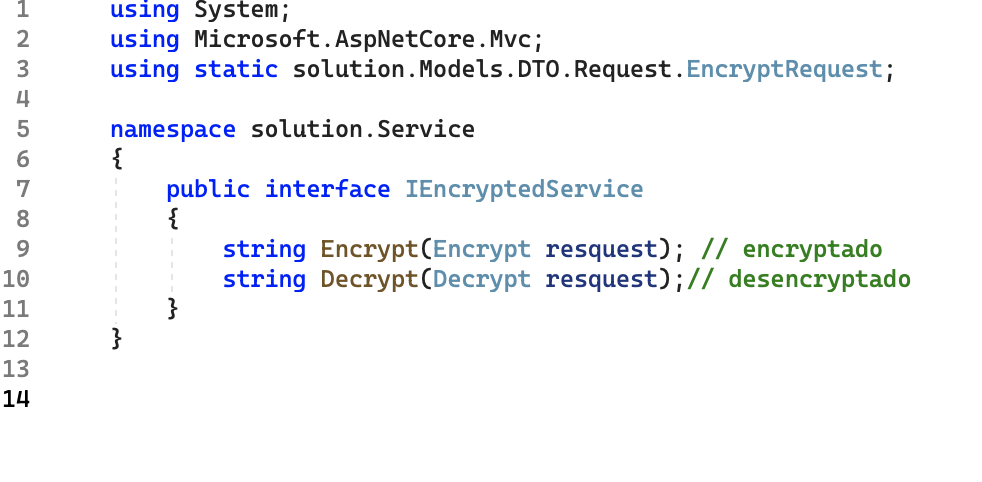 1 using System;
2 using Microsoft.AspNetCore.Mvc;
3 using static solution.Models.DTO.Request.EncryptRequest;
4
5 namespace solution.Service
6 {
7 public interface IEncryptedService
8 {
9 string Encrypt(Encrypt resquest); // encryptado
10 string Decrypt(Decrypt resquest);// desencryptado
11 }
12 }
13
14